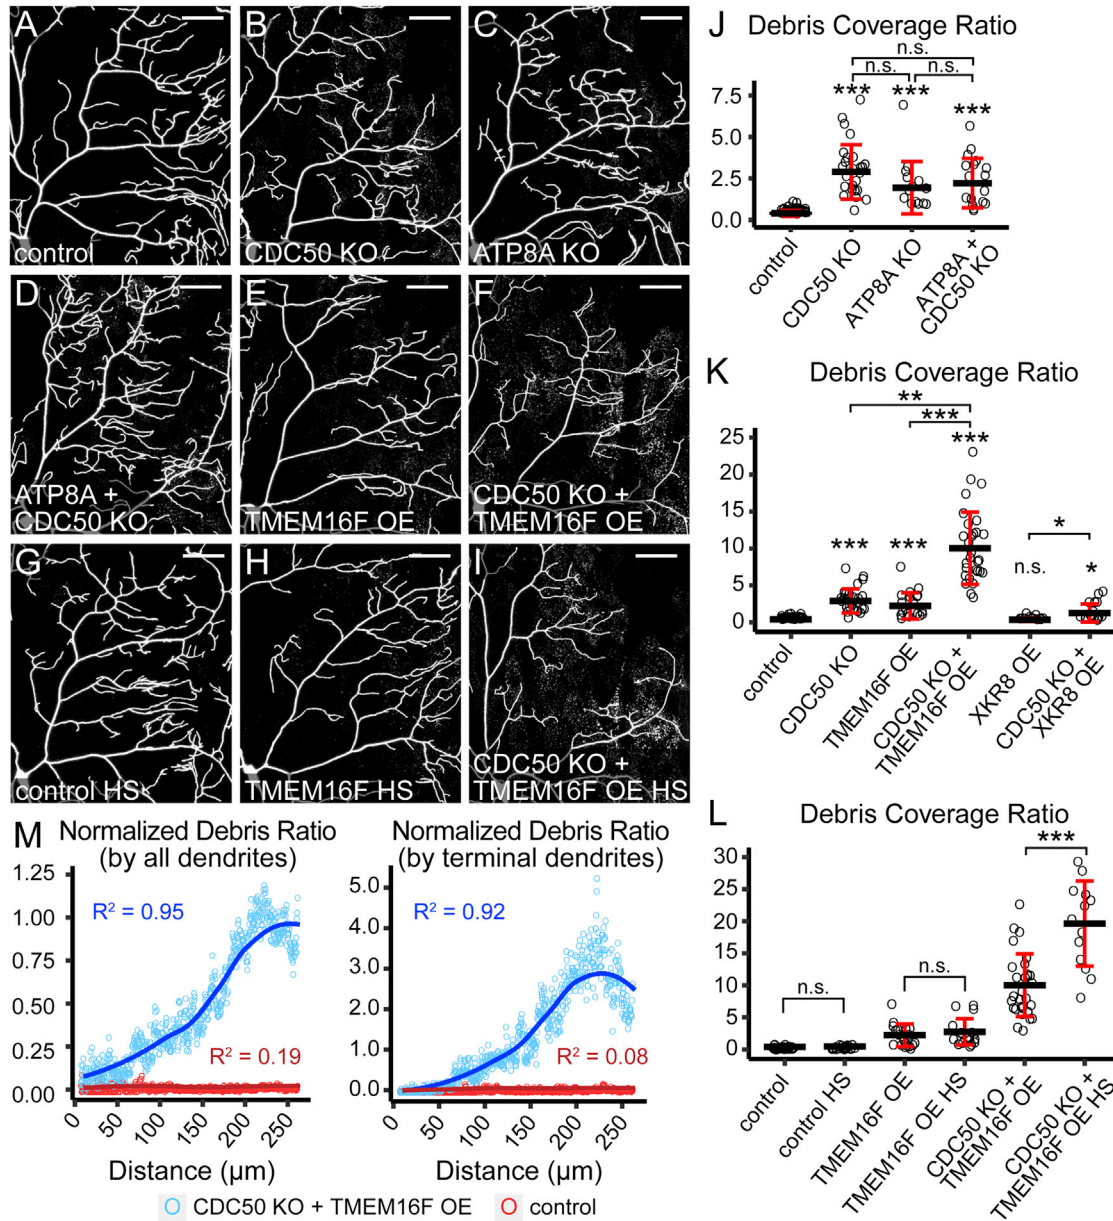 A
control
B
CDC50 KO
C
ATP8A KO
D
ATP8A +
CDC50 KO
E
TMEM16F OE
F
CDC50 KO +
TMEM16F OE
G
control HS
H
TMEM16F HS
I
CDC50 KO +
TMEM16F OE HS
J
Debris Coverage Ratio
n.s.
n.s.
n.s.
***
***
***
7.5
5.0
2.5
0.0
control
CDC50 KO
ATP8A KO
ATP8A +
CDC50 KO
K
Debris Coverage Ratio
**
***
***
***
***
*
n.s.
*
25
20
15
10
5
0
control
CDC50 KO
TMEM16F OE
CDC50 KO +
TMEM16F OE
XKR8 OE
CDC50 KO +
XKR8 OE
L
Debris Coverage Ratio
***
n.s.
n.s.
30
25
20
15
10
5
0
control
control HS
TMEM16F OE
TMEM16F OE HS
CDC50 KO +
TMEM16F OE
CDC50 KO +
TMEM16F OE HS
M
Normalized Debris Ratio
(by all dendrites)
1.25
1.00
0.75
0.50
0.25
0.00
R² = 0.95
R² = 0.19
0
50
100
150
200
250
Distance (µm)
Normalized Debris Ratio
(by terminal dendrites)
5.0
4.0
3.0
2.0
1.0
0.0
R² = 0.92
R² = 0.08
0
50
100
150
200
250
Distance (µm)
CDC50 KO + TMEM16F OE
control